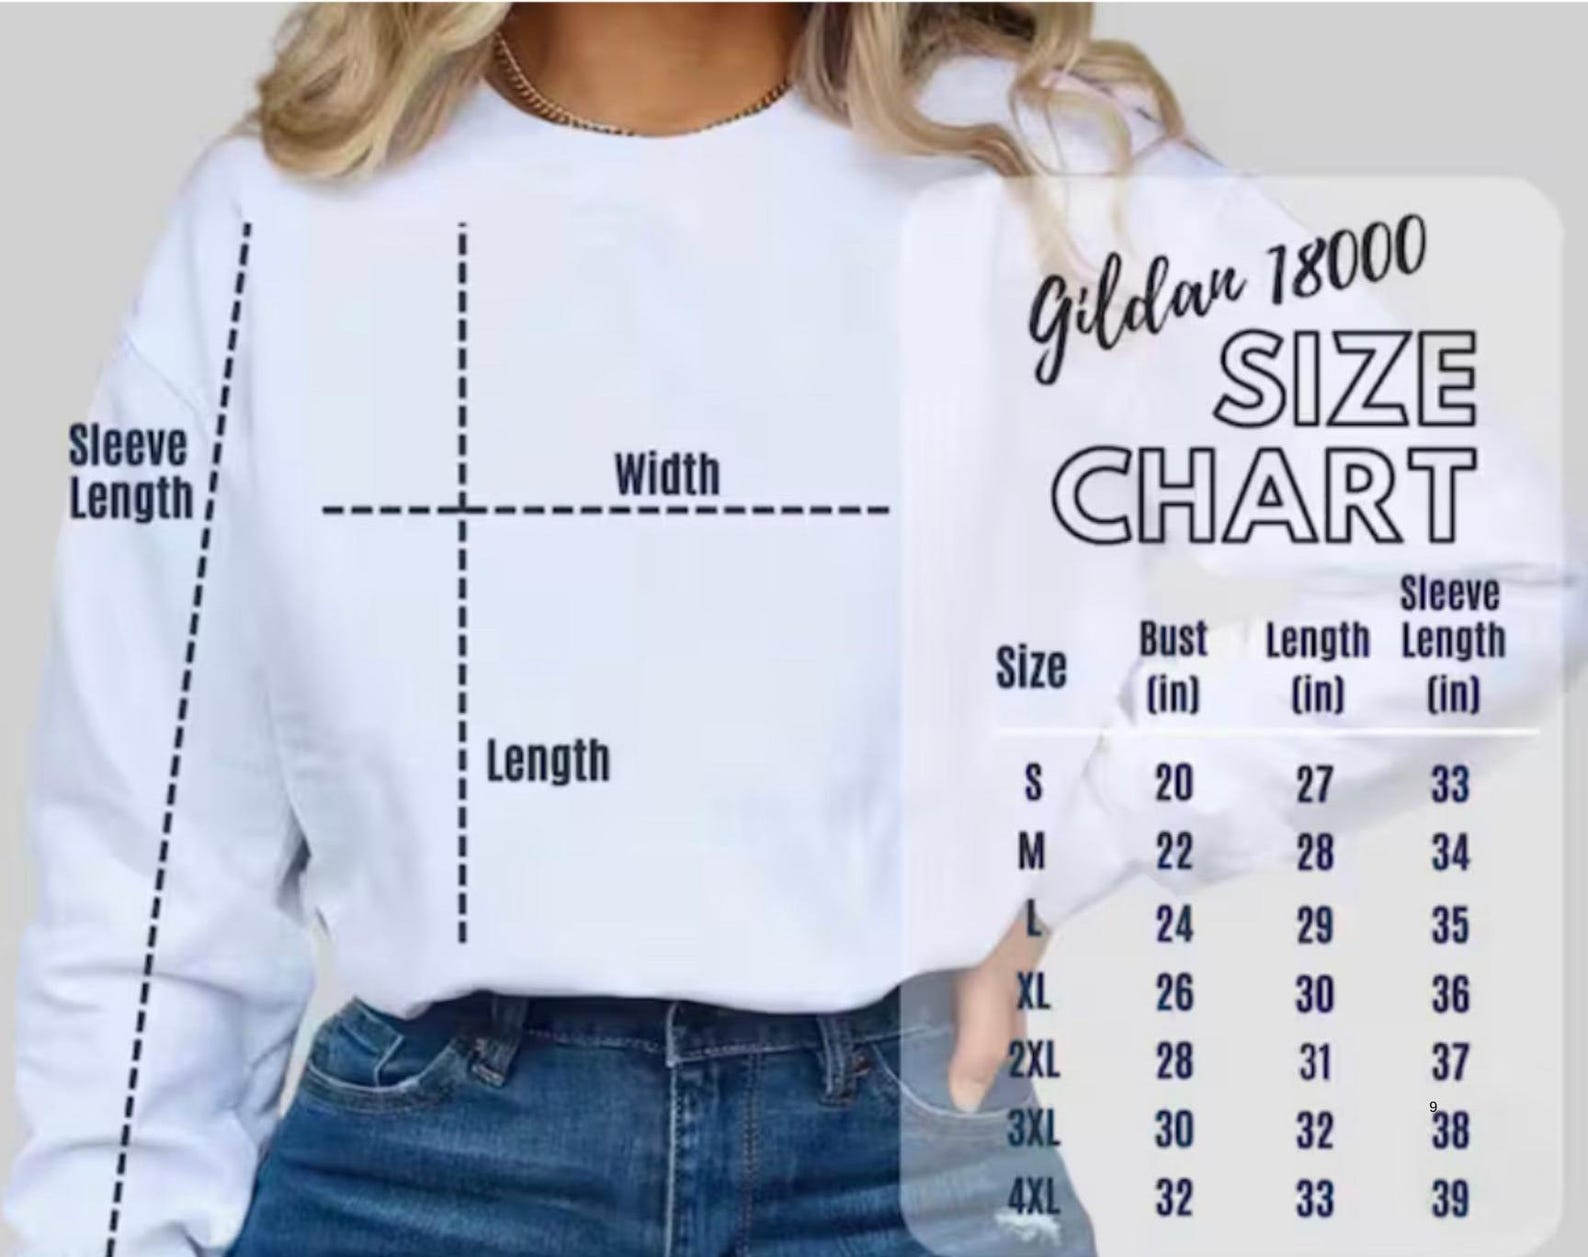 Gildan 18000
SIZE
CHART
Sleeve
Length
Width
Length
Size Bust (in) Length (in) Sleeve Length (in)
S 20 27 33
M 22 28 34
L 24 29 35
XL 26 30 36
2XL 28 31 37
9
3XL 30 32 38
4XL 32 33 39